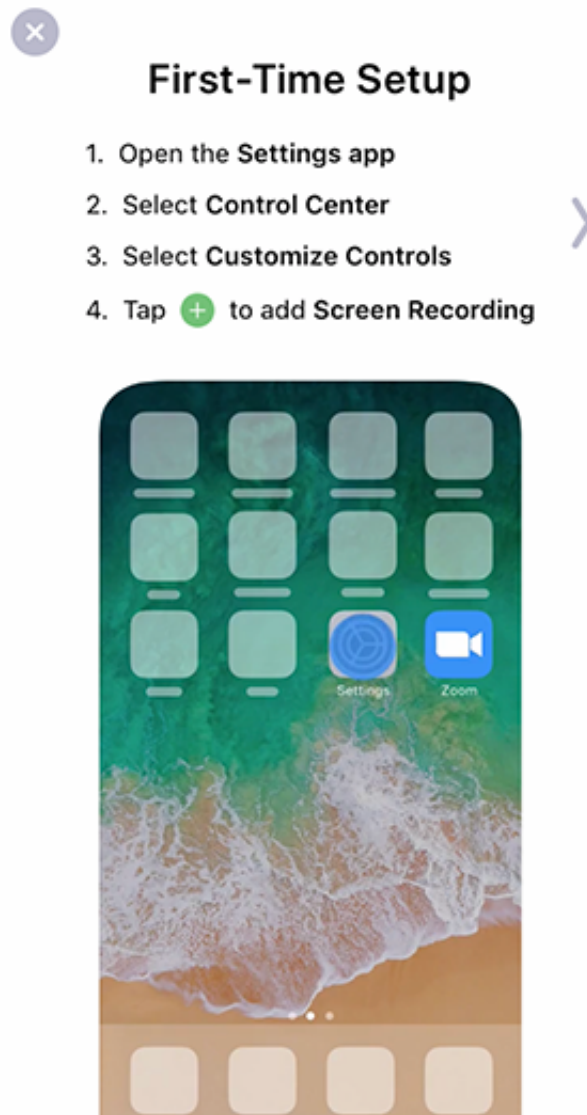 First-Time Setup
1. Open the Settings app
2. Select Control Center
3. Select Customize Controls
4. Tap + to add Screen Recording
Settings
Zoom